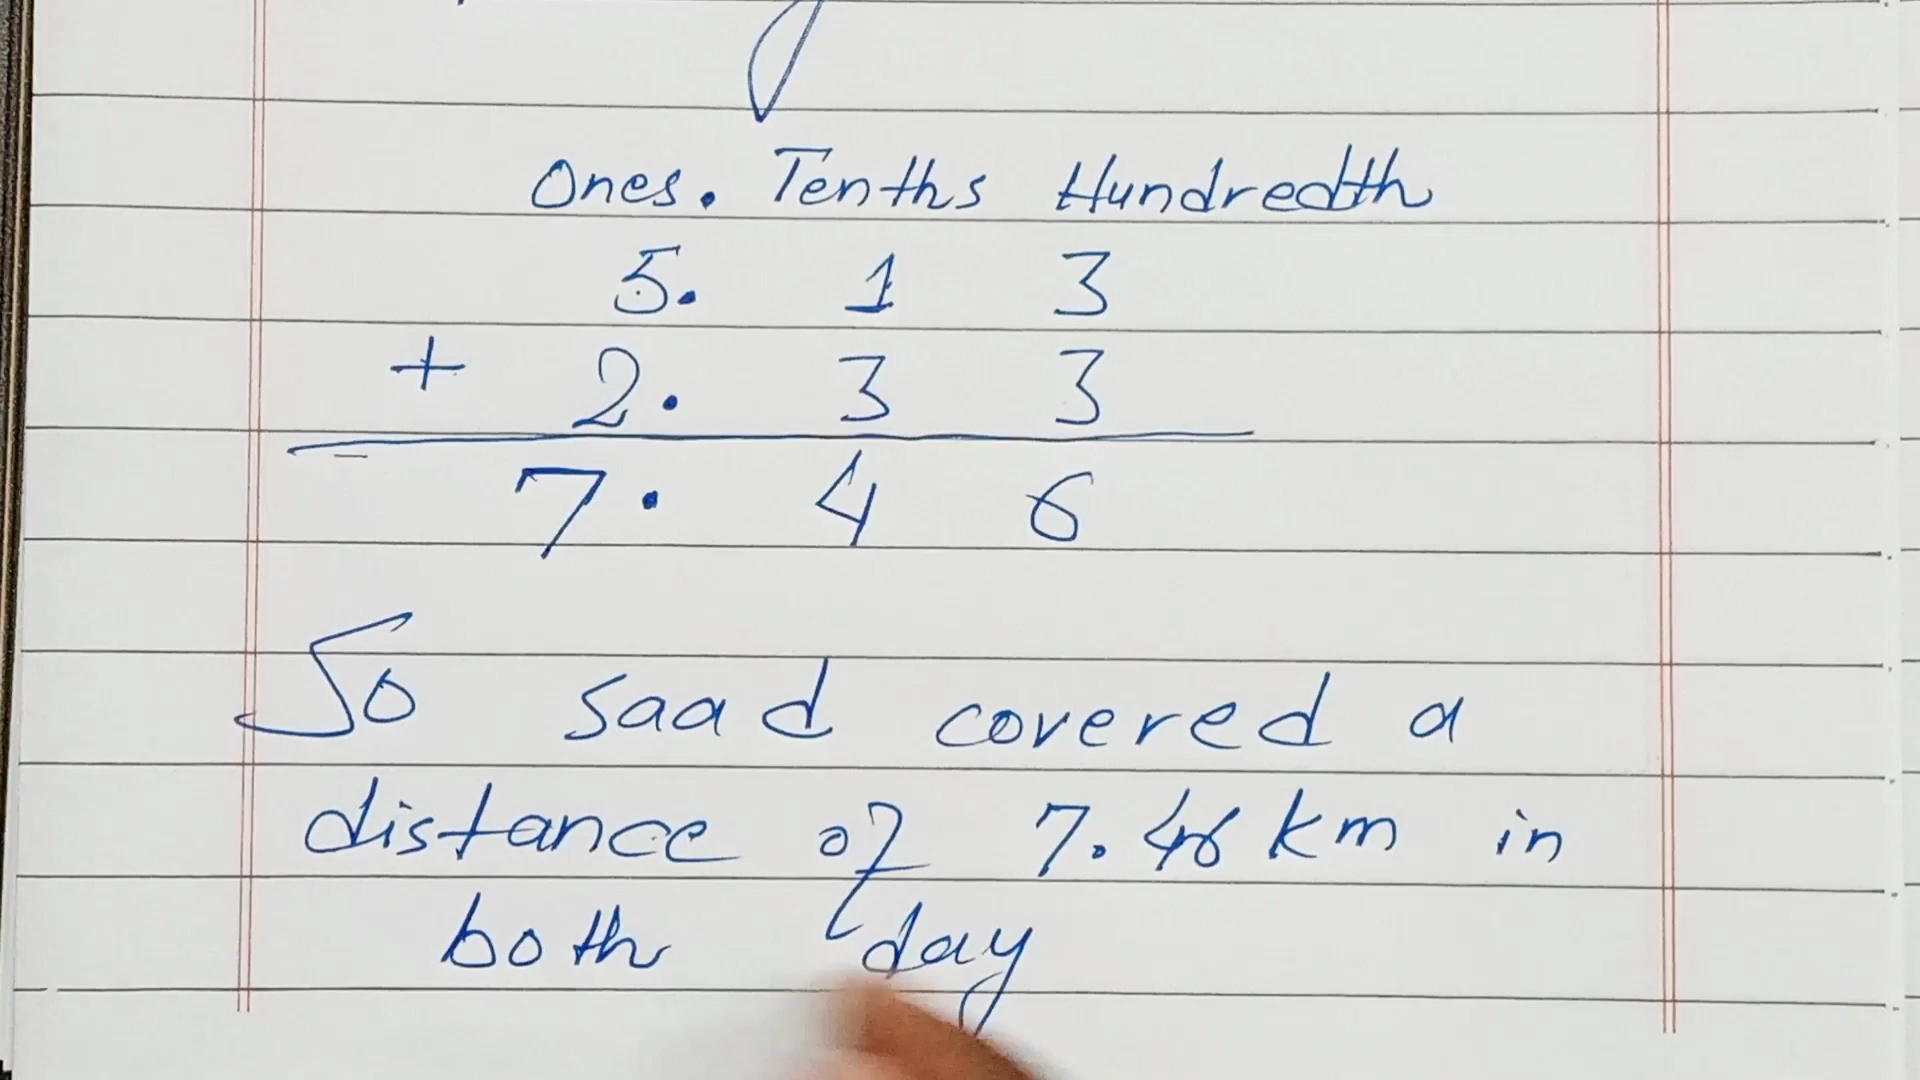 Ones. Tenths Hundredth
5. 1 3
+ 2. 3 3
7. 4 6
So saad covered a
distance of 7.46 km in
both day